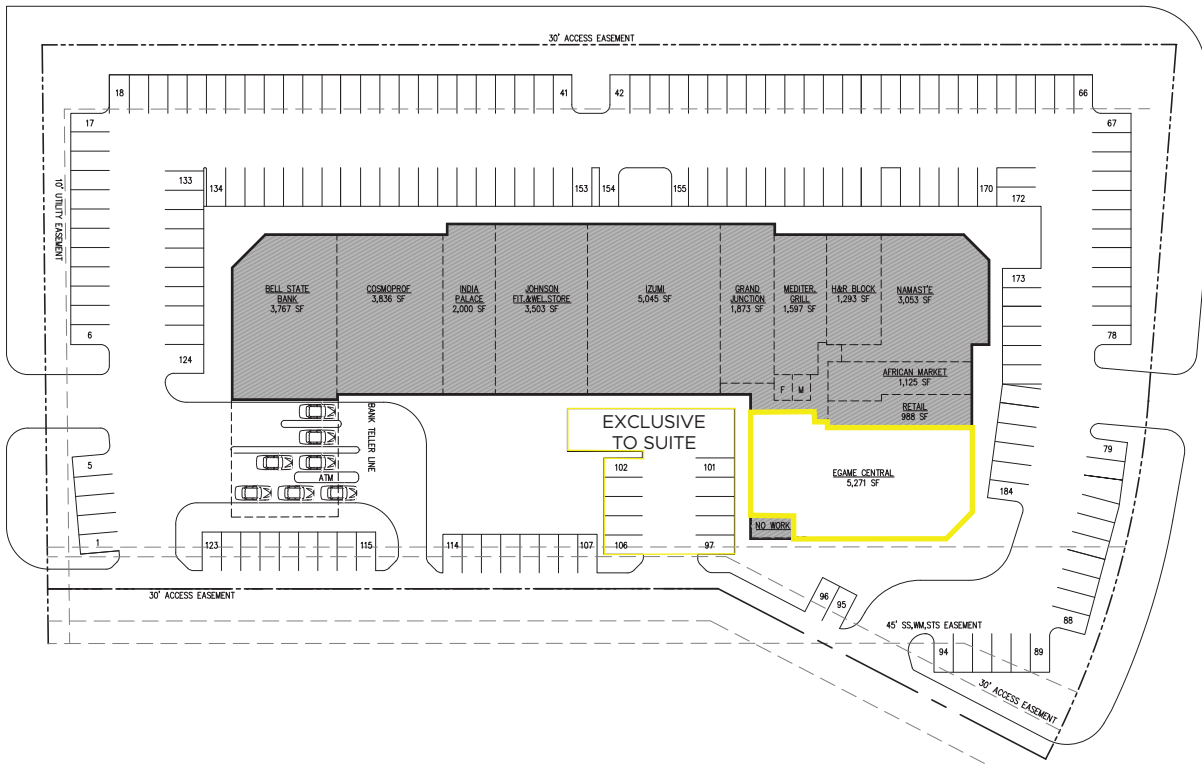 30' ACCESS EASEMENT
18
41
42
66
17
67
133
134
153
154
155
170
172
10' UTILITY EASEMENT
173
BELL STATE
BANK
3,767 SF
COSMOPROF
3,836 SF
INDIA
PALACE
2,000 SF
JOHNSON
FIT.&WEL.STORE
3,503 SF
IZUMI
5,045 SF
GRAND
JUNCTION
1,873 SF
MEDITER.
GRILL
1,597 SF
H&R BLOCK
1,293 SF
NAMAST'E
3,053 SF
6
78
124
AFRICAN MARKET
1,125 SF
F
M
RETAIL
988 SF
BANK TELLER LINE
EXCLUSIVE
TO SUITE
79
5
102
101
ATM
EGAME CENTRAL
5,271 SF
184
NO WORK
1
123
115
114
107
106
97
30' ACCESS EASEMENT
96
95
45' SS,WM,STS EASEMENT
88
94
89
30' ACCESS EASEMENT